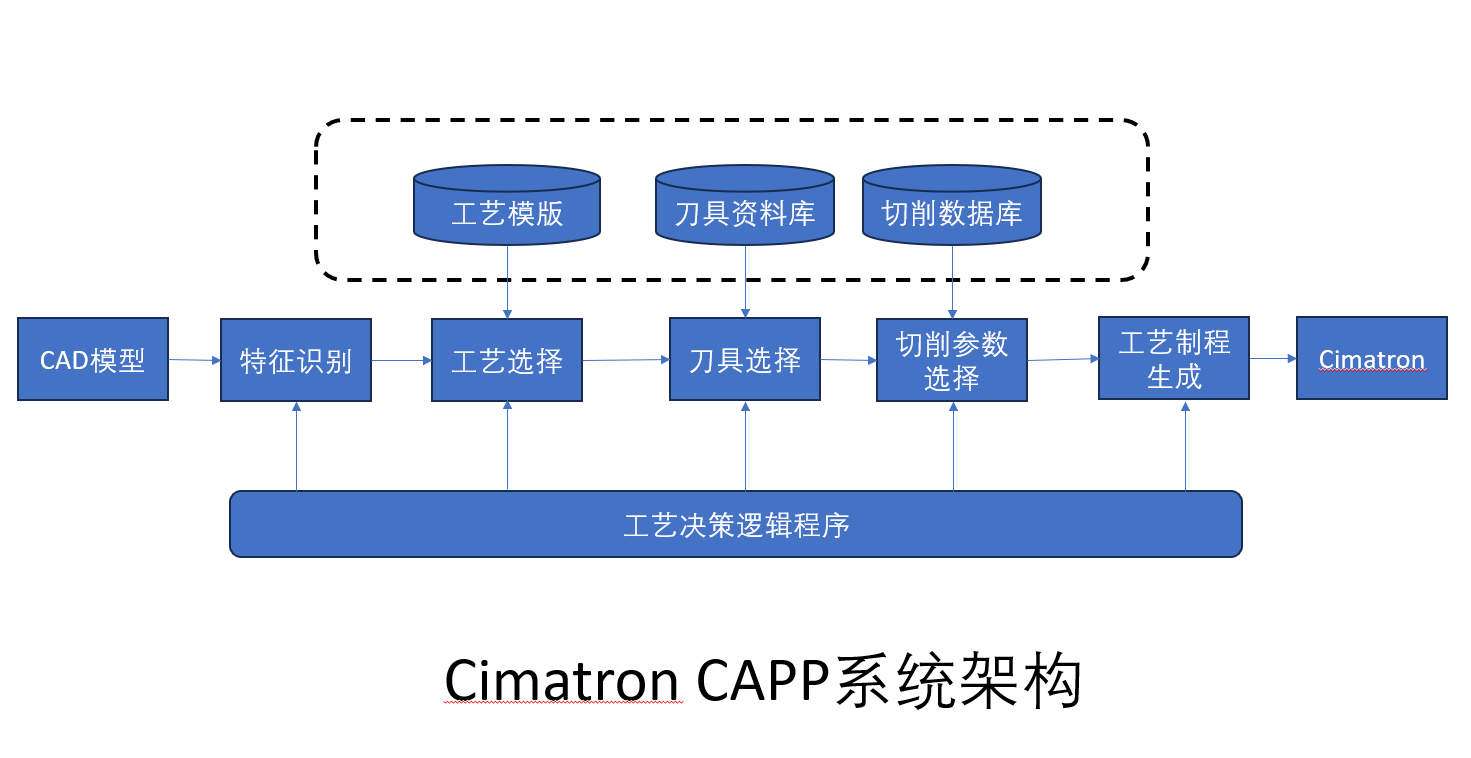 工艺模版
刀具资料库
切削数据库
CAD模型
特征识别
工艺选择
刀具选择
切削参数
选择
工艺制程
生成
Cimatron
工艺决策逻辑程序
Cimatron CAPP系统架构